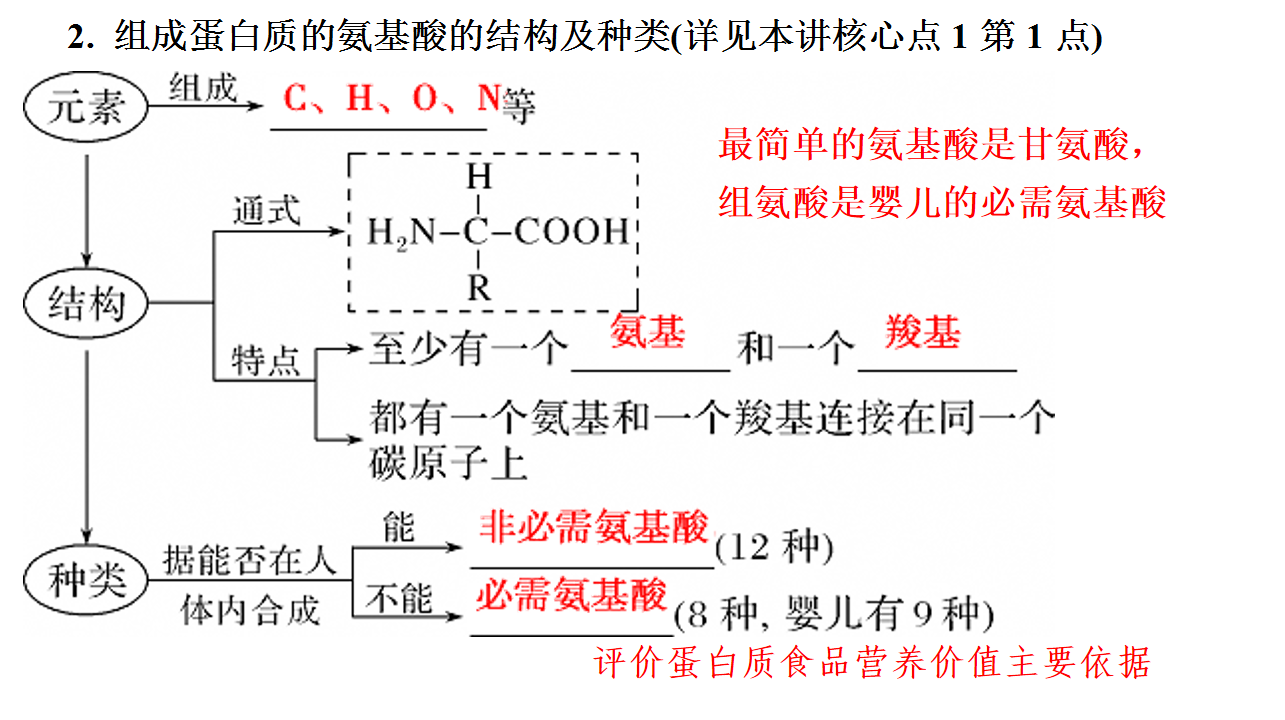 2. 组成蛋白质的氨基酸的结构及种类(详见本讲核心点1第1点)
元素
组成
C、H、O、N等
最简单的氨基酸是甘氨酸，
组氨酸是婴儿的必需氨基酸
结构
通式
H
H₂N–C–COOH
R
特点
至少有一个 氨基 和一个 羧基
都有一个氨基和一个羧基连接在同一个
碳原子上
种类
据能否在人
体内合成
能
非必需氨基酸(12种)
不能
必需氨基酸(8种, 婴儿有9种)
评价蛋白质食品营养价值主要依据